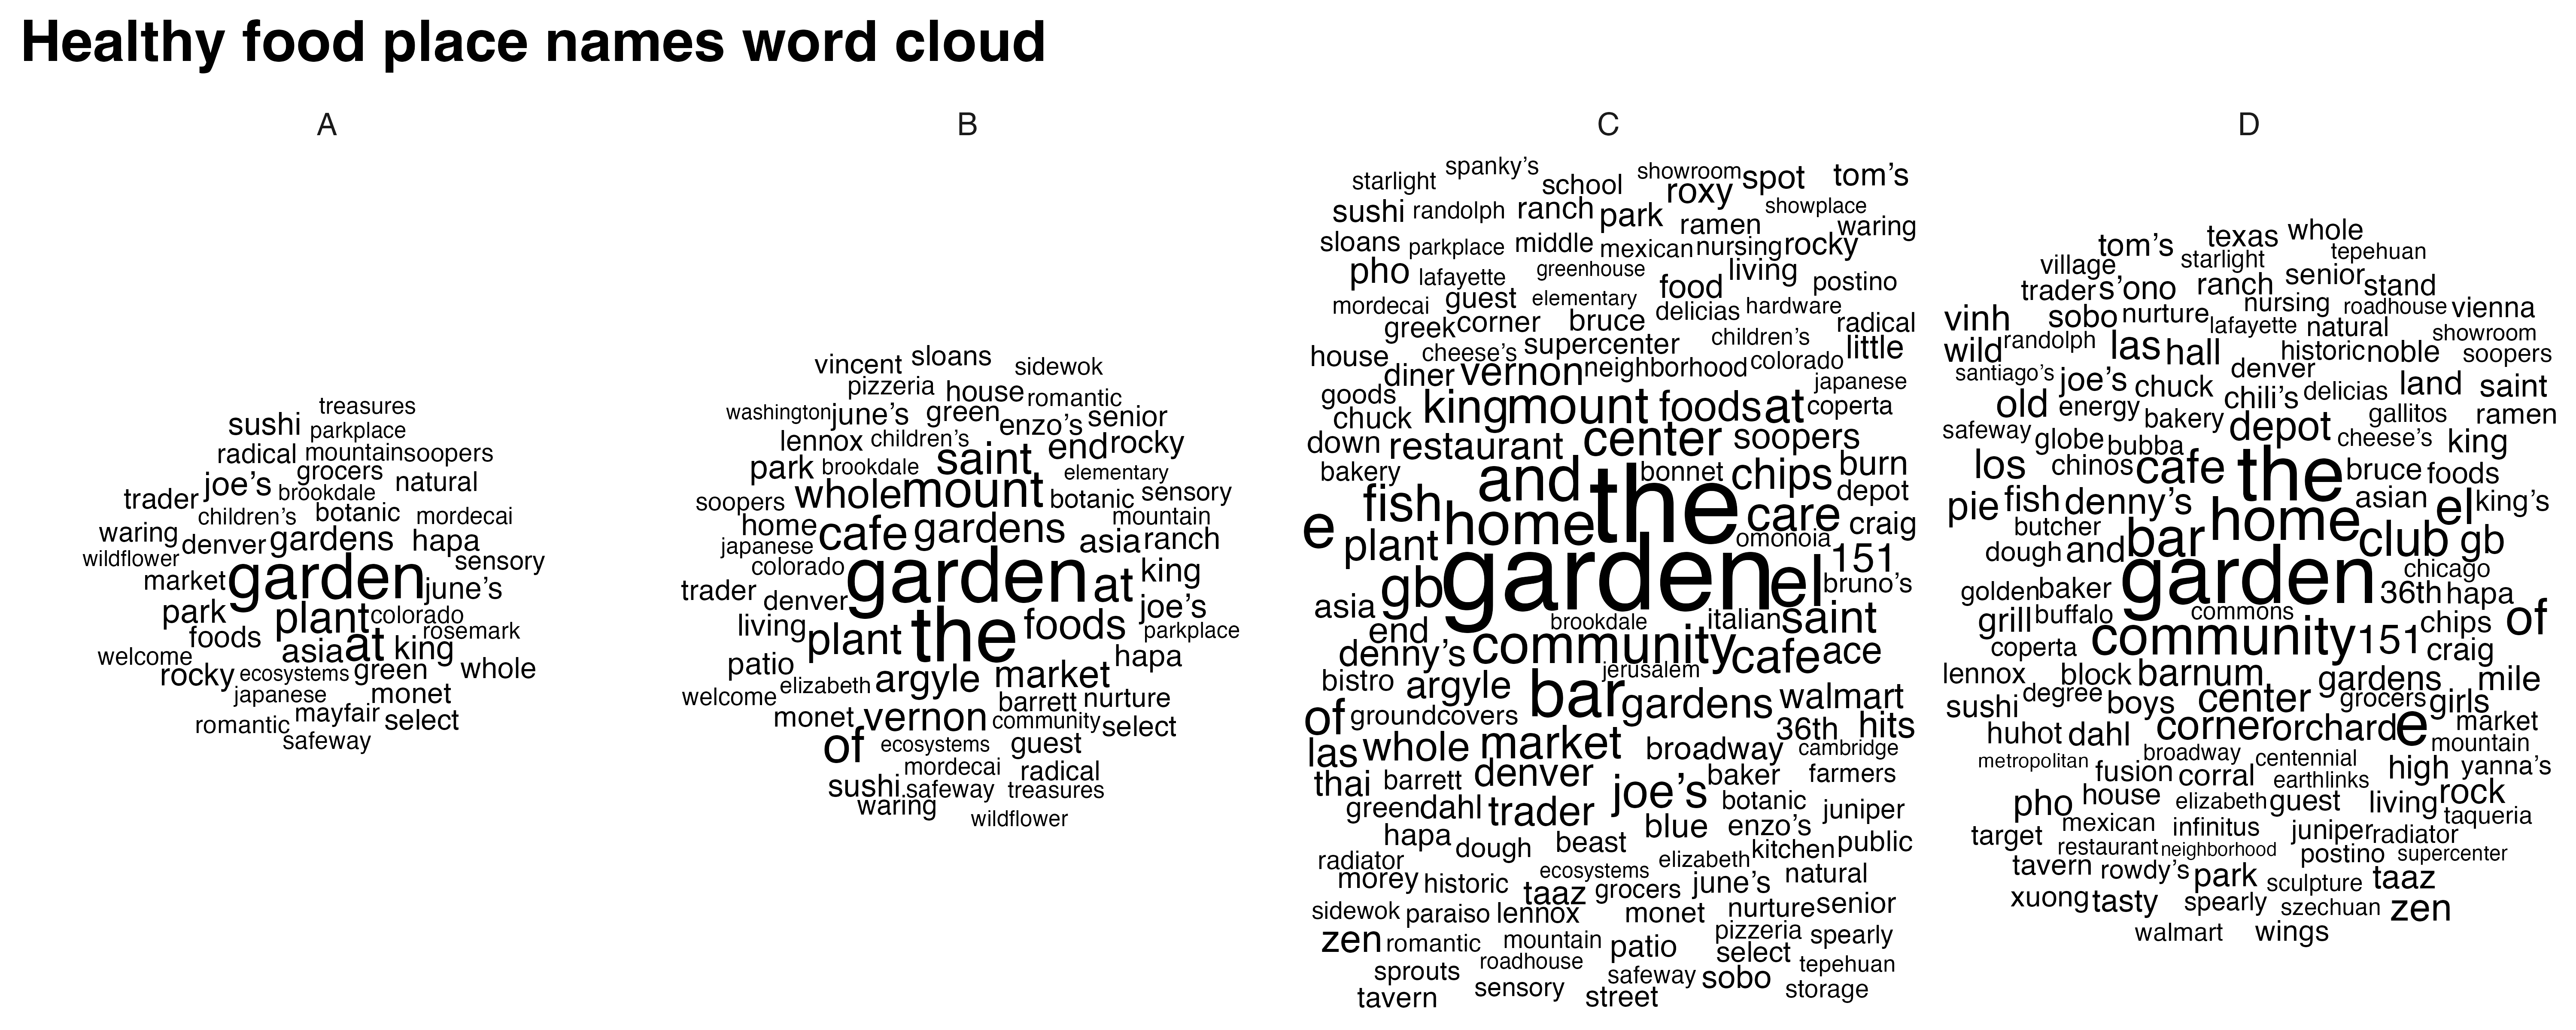 Healthy food place names word cloud
A
B
C
D
treasures
sushi parkplace
radical mountain soopers
grocers
joe's brookdale natural
trader
children's botanic mordecai
waring denver gardens hapa
wildflower sensory
market garden june's
park plant colorado
foods at rosemark
welcome asia king
rocky ecosystems green whole
japanese monet
romantic mayfair select
safeway
vincent sloans sidewok
pizzeria house romantic
washington june's green enzo's senior
lennox children's end rocky
park brookdale saint elementary
soopers whole mount botanic sensory
home cafe gardens mountain
japanese asia ranch
colorado garden at king
trader denver joe's
living plant the foods parkplace
patio hapa
welcome elizabeth argyle market
barrett nurture
monet vernon community select
of ecosystems guest
mordecai radical
sushi safeway treasures
waring wildflower
starlight spanky's school showroom spot tom's
roxy
sushi randolph ranch park ramen showplace waring
sloans parkplace middle mexican nursing rocky
pho lafayette greenhouse living postino
mordecai guest elementary food delicias hardware
greek corner bruce children's radical
house cheese's supercenter little
diner vernon neighborhood colorado japanese
goods king mount foods at coperta
chuck
down restaurant center soopers
bakery and the bonnet chips burn
fish depot
e home care craig
plant omonoia 151
gb garden el bruno's
asia brookdale italian saint
end
denny's community cafe ace
jerusalem
bistro argyle bar gardens walmart
of groundcovers 36th hits
las whole market broadway cambridge
thai barrett denver joe's baker farmers
green dahl trader botanic juniper
hapa blue enzo's
dough beast kitchen public
radiator ecosystems elizabeth
morey historic taaz grocers june's natural
sidewok paraiso lennox monet nurture senior
zen romantic mountain patio pizzeria spearly
select
sprouts roadhouse safeway sobo tepehuan
tavern sensory street storage
tom's texas whole
village starlight tepehuan
traders'ono ranch senior stand
nursing roadhouse vienna
vinh sobo nurture lafayette natural showroom
wild randolph las hall historic noble soopers
santiago's joe's chuck denver land saint
chili's delicias
old energy bakery gallitos ramen
safeway globe bubba depot cheese's king
los chinos cafe the bruce foods
pie fish denny's asian el king's
butcher bar home
dough and club gb
golden baker garden chicago
36th hapa
grill buffalo commons chips of
coperta community 151 craig
lennox block barnum gardens mile
sushi degree boys center grocers girls
huhot dahl corner orchard e market
mountain
metropolitan broadway centennial
fusion corral earthlinks high yanna's
pho house elizabeth guest living rock
taqueria
target mexican infinitus juniper radiator
restaurant neighborhood postino supercenter
tavern rowdy's park sculpture taaz
xuong tasty spearly szechuan zen
walmart wings